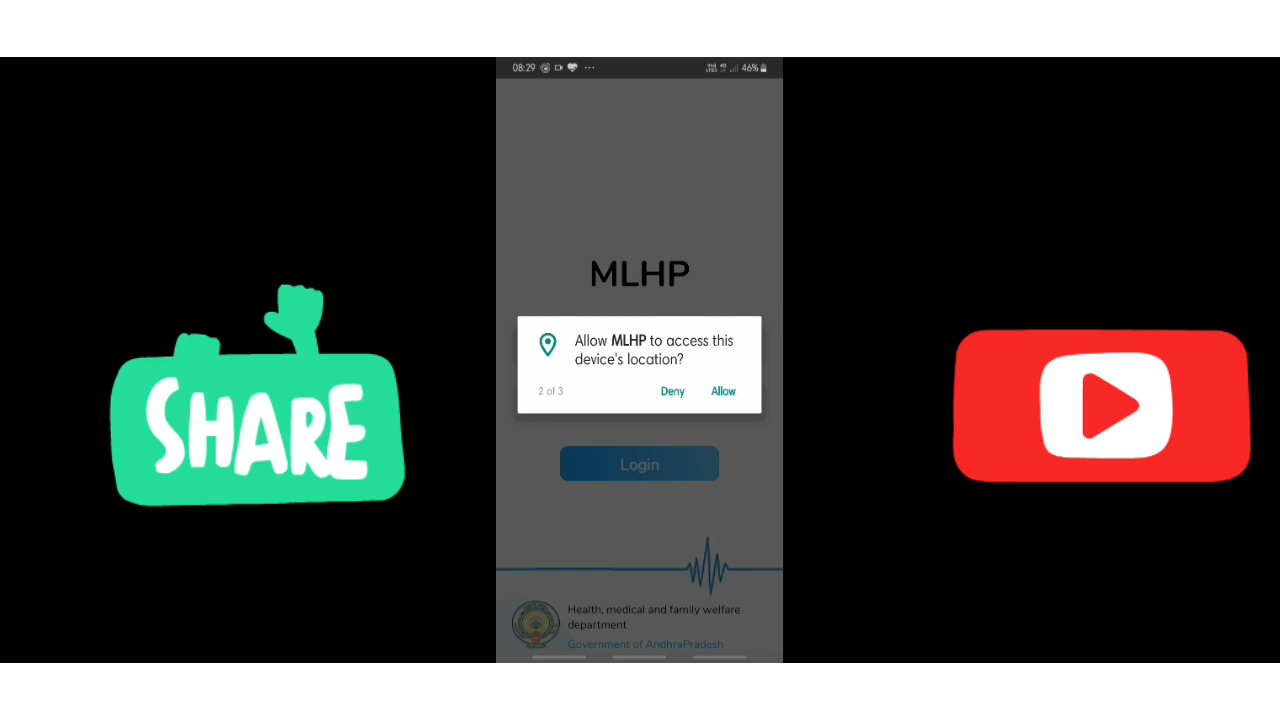 08:29
46%
MLHP
Allow MLHP to access this
device's location?
2 of 3
Deny
Allow
SHARE
Login
Health, medical and family welfare
department
Government of AndhraPradesh